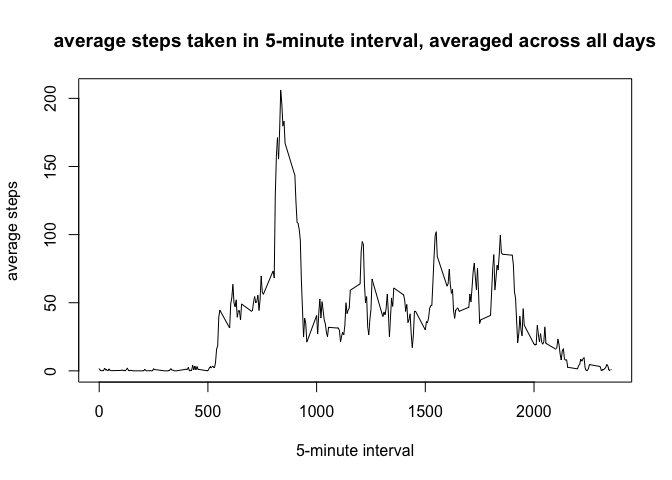 average steps taken in 5-minute interval, averaged across all days
200
150
100
50
0
average steps
0 500 1000 1500 2000
5-minute interval